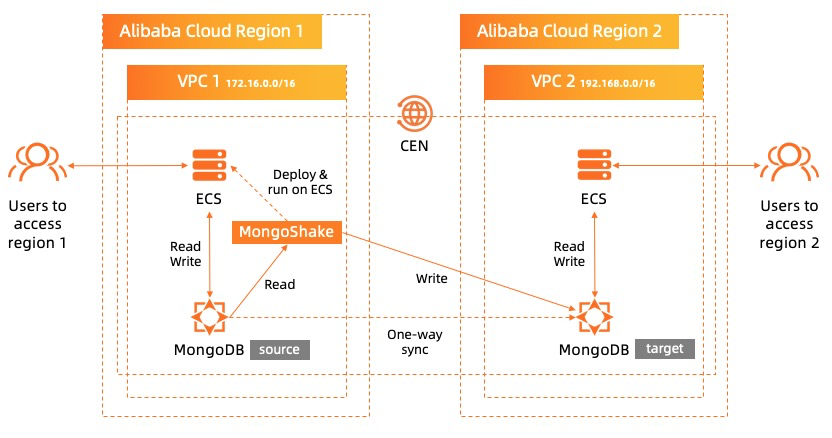 Alibaba Cloud Region 1
Alibaba Cloud Region 2
VPC 1 172.16.0.0/16
VPC 2 192.168.0.0/16
CEN
Users to
access
region 1
ECS
Deploy &
run on ECS
MongoShake
Read
Write
Read
Write
MongoDB
source
One-way
sync
ECS
Read
Write
MongoDB
target
Users to
access
region 2